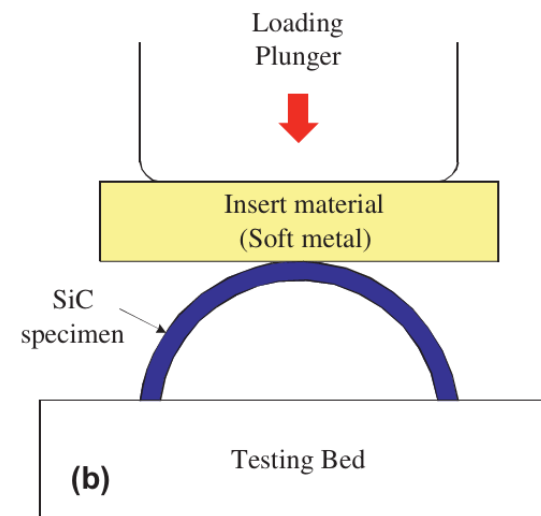 Loading
Plunger
Insert material
(Soft metal)
SiC
specimen
Testing Bed
(b)